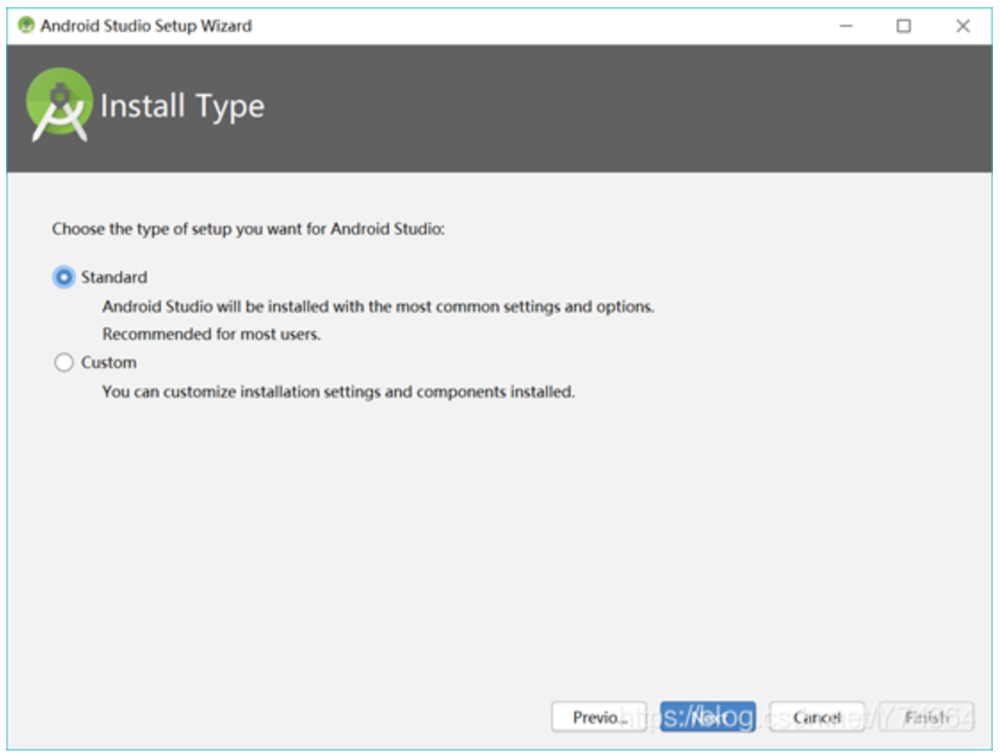 Android Studio Setup Wizard
Install Type
Choose the type of setup you want for Android Studio:
Standard
Android Studio will be installed with the most common settings and options.
Recommended for most users.
Custom
You can customize installation settings and components installed.
Previo... Next Cancel Finish
https://blog.csdn.net/Y71964